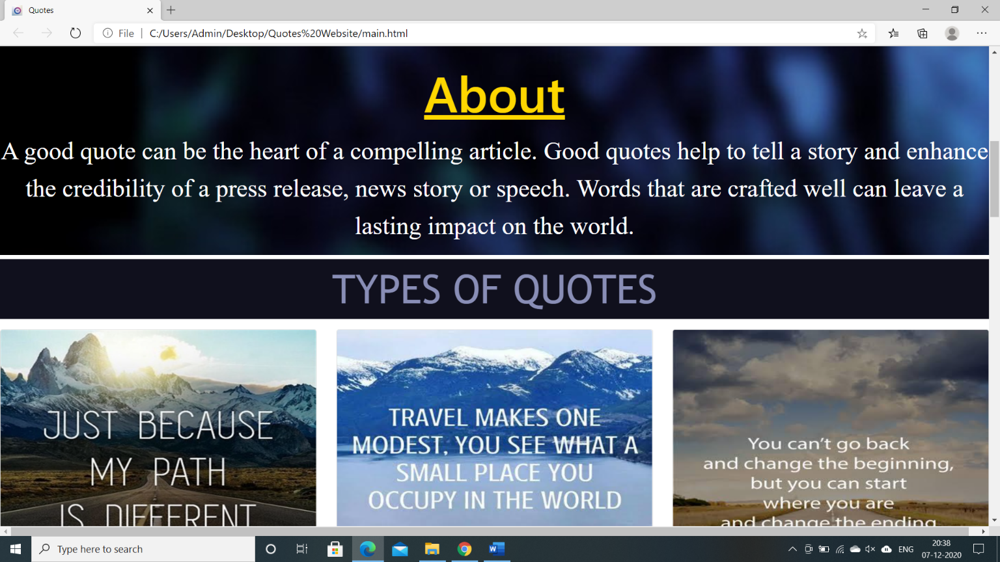 Quotes
File | C:/Users/Admin/Desktop/Quotes%20Website/main.html
About
A good quote can be the heart of a compelling article. Good quotes help to tell a story and enhance
the credibility of a press release, news story or speech. Words that are crafted well can leave a
lasting impact on the world.
TYPES OF QUOTES
JUST BECAUSE
MY PATH
IS DIFFERENT
TRAVEL MAKES ONE
MODEST, YOU SEE WHAT A
SMALL PLACE YOU
OCCUPY IN THE WORLD
You can't go back
and change the beginning,
but you can start
where you are
and change the ending
Type here to search
ENG
20:38
07-12-2020